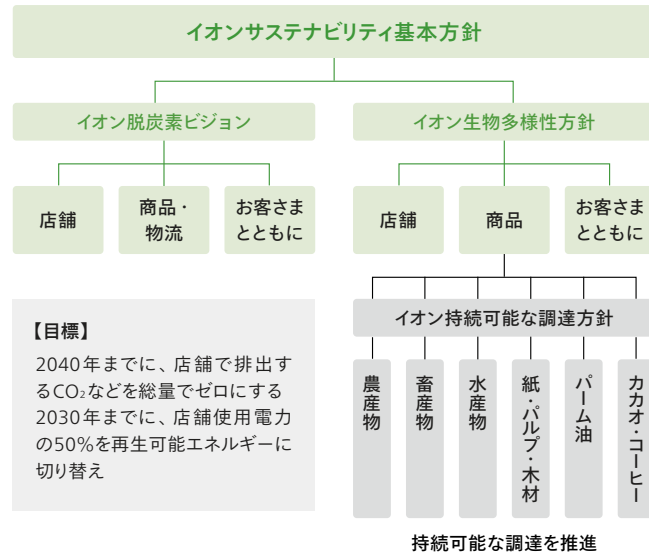 イオンサステナビリティ基本方針
イオン脱炭素ビジョン
店舗
商品・
物流
お客さま
とともに
【目標】
2040年までに、店舗で排出す
るCO₂などを総量でゼロにする
2030年までに、店舗使用電力
の50%を再生可能エネルギーに
切り替え
イオン生物多様性方針
店舗
商品
お客さま
とともに
イオン持続可能な調達方針
農産物
畜産物
水産物
紙・パルプ・木材
パーム油
カカオ・コーヒー
持続可能な調達を推進